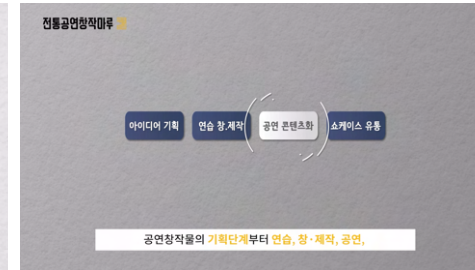 전통공연창작마루
아이디어 기획
연습 창.제작
공연 콘텐츠화
쇼케이스 유통
공연창작물의 기획단계부터 연습, 창·제작, 공연,